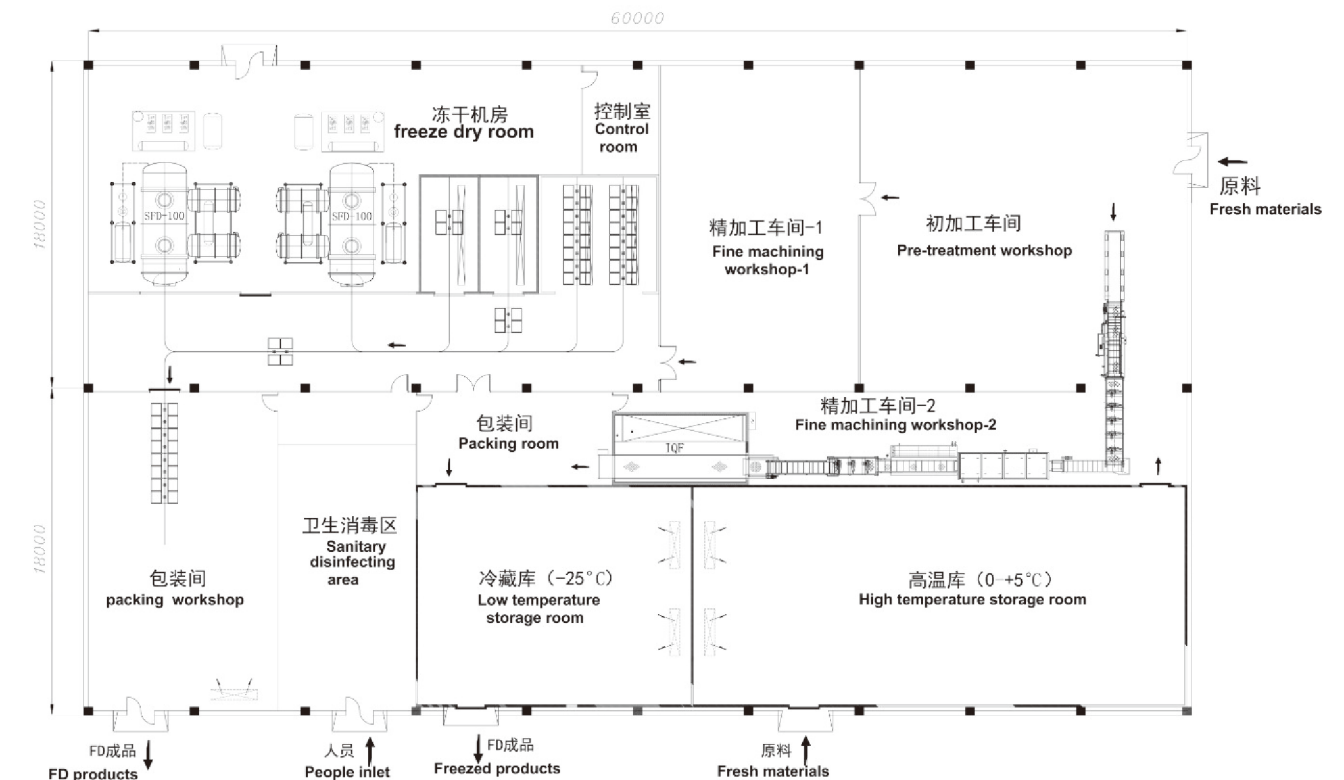 60000
18000
18000
冻干机房
freeze dry room
控制室
Control
room
SFD-100
SFD-100
精加工车间-1
Fine machining
workshop-1
初加工车间
Pre-treatment workshop
原料
Fresh materials
精加工车间-2
Fine machining workshop-2
包装间
Packing room
IQF
卫生消毒区
Sanitary
disinfecting
area
包装间
packing workshop
冷藏库（-25°C）
Low temperature
storage room
高温库（0-+5°C）
High temperature storage room
FD成品
FD products
人员
People inlet
FD成品
Freezed products
原料
Fresh materials